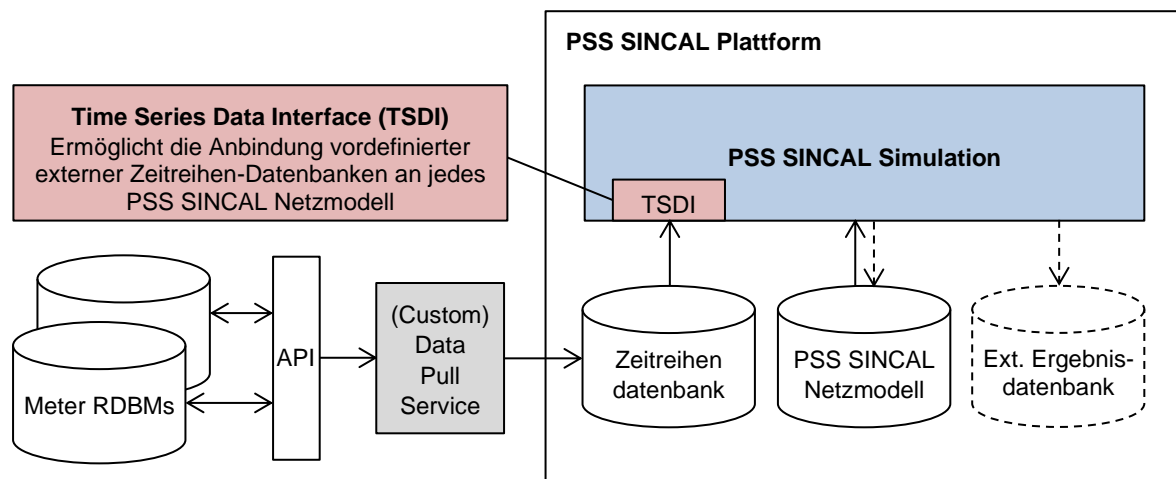 PSS SINCAL Plattform
Time Series Data Interface (TSDI)
Ermöglicht die Anbindung vordefinierter
externer Zeitreihen-Datenbanken an jedes
PSS SINCAL Netzmodell
PSS SINCAL Simulation
TSDI
Meter RDBMs
API
(Custom)
Data
Pull
Service
Zeitreihen
datenbank
PSS SINCAL
Netzmodell
Ext. Ergebnis-
datenbank